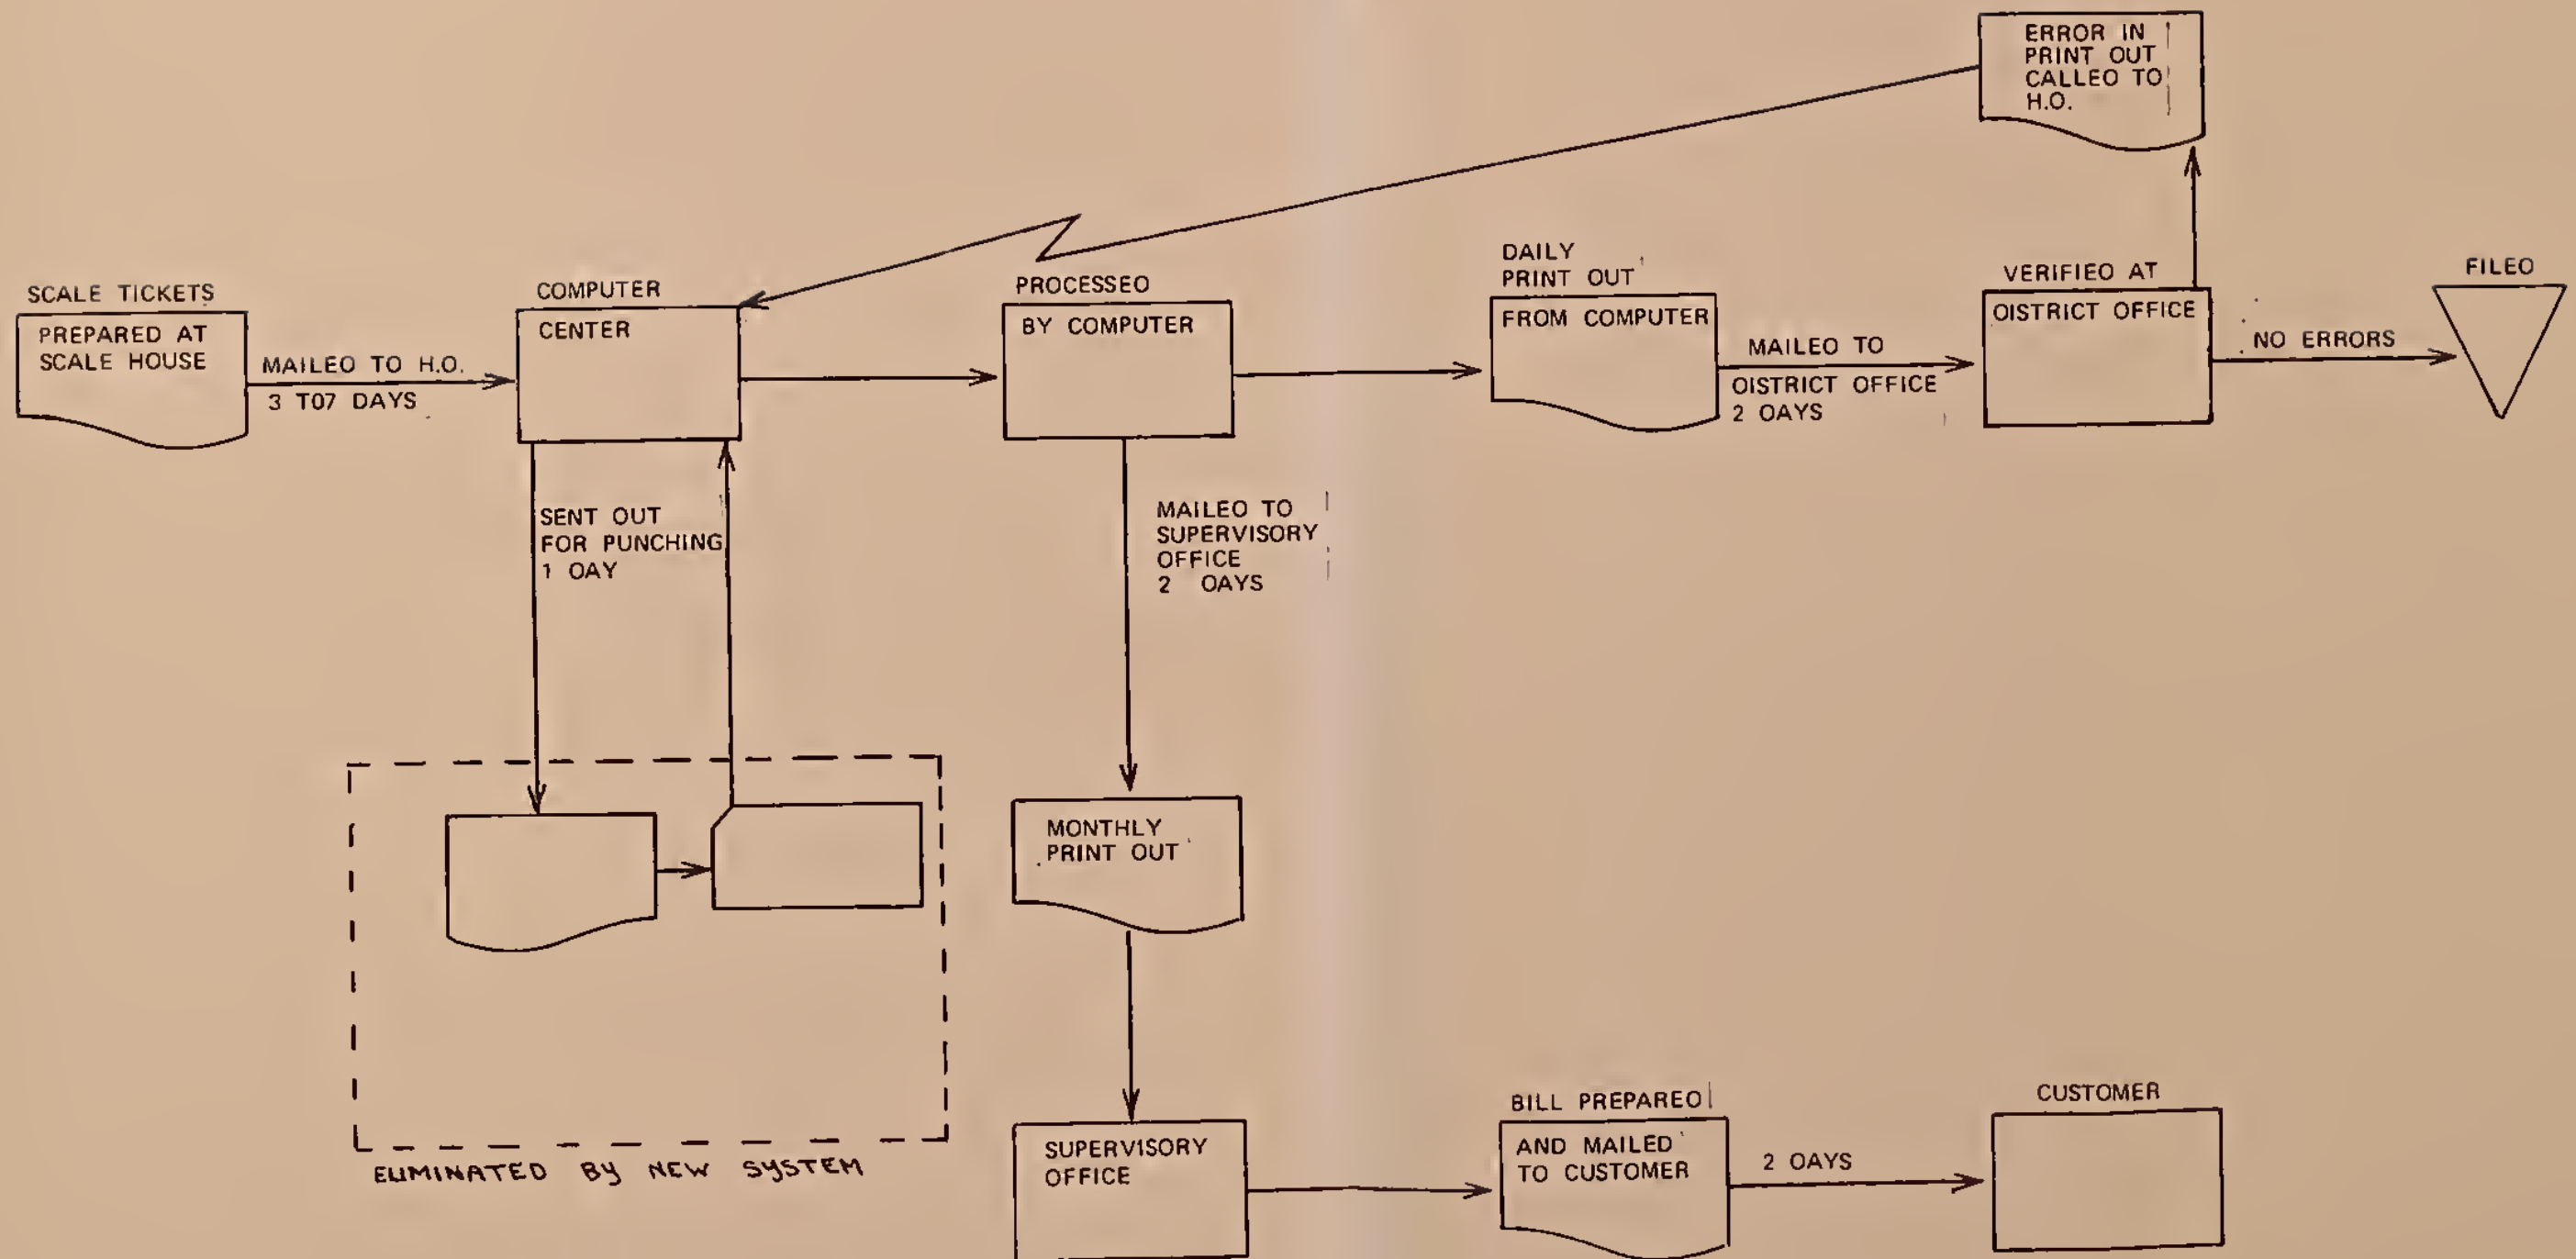 ERROR IN
PRINT OUT
CALLEO TO
H.O.
SCALE TICKETS
PREPARED AT
SCALE HOUSE
MAILEO TO H.O.
3 TO7 DAYS
COMPUTER
CENTER
PROCESSEO
BY COMPUTER
DAILY
PRINT OUT
FROM COMPUTER
MAILEO TO
OISTRICT OFFICE
2 OAYS
VERIFIEO AT
OISTRICT OFFICE
NO ERRORS
FILEO
SENT OUT
FOR PUNCHING
1 OAY
MAILEO TO
SUPERVISORY
OFFICE
2 OAYS
MONTHLY
PRINT OUT
ELIMINATED BY NEW SYSTEM
SUPERVISORY
OFFICE
BILL PREPAREO
AND MAILED
TO CUSTOMER
2 OAYS
CUSTOMER